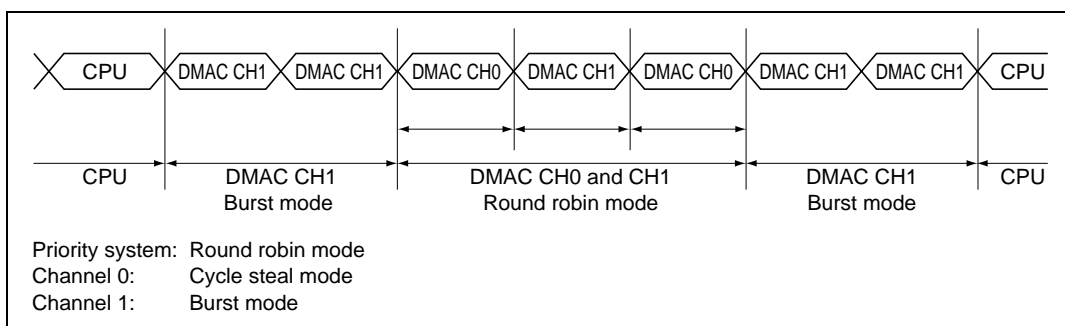 CPU DMAC CH1 DMAC CH1 DMAC CH0 DMAC CH1 DMAC CH0 DMAC CH1 DMAC CH1 CPU
CPU DMAC CH1 DMAC CH0 and CH1 DMAC CH1 CPU
Burst mode Round robin mode Burst mode
Priority system: Round robin mode
Channel 0: Cycle steal mode
Channel 1: Burst mode